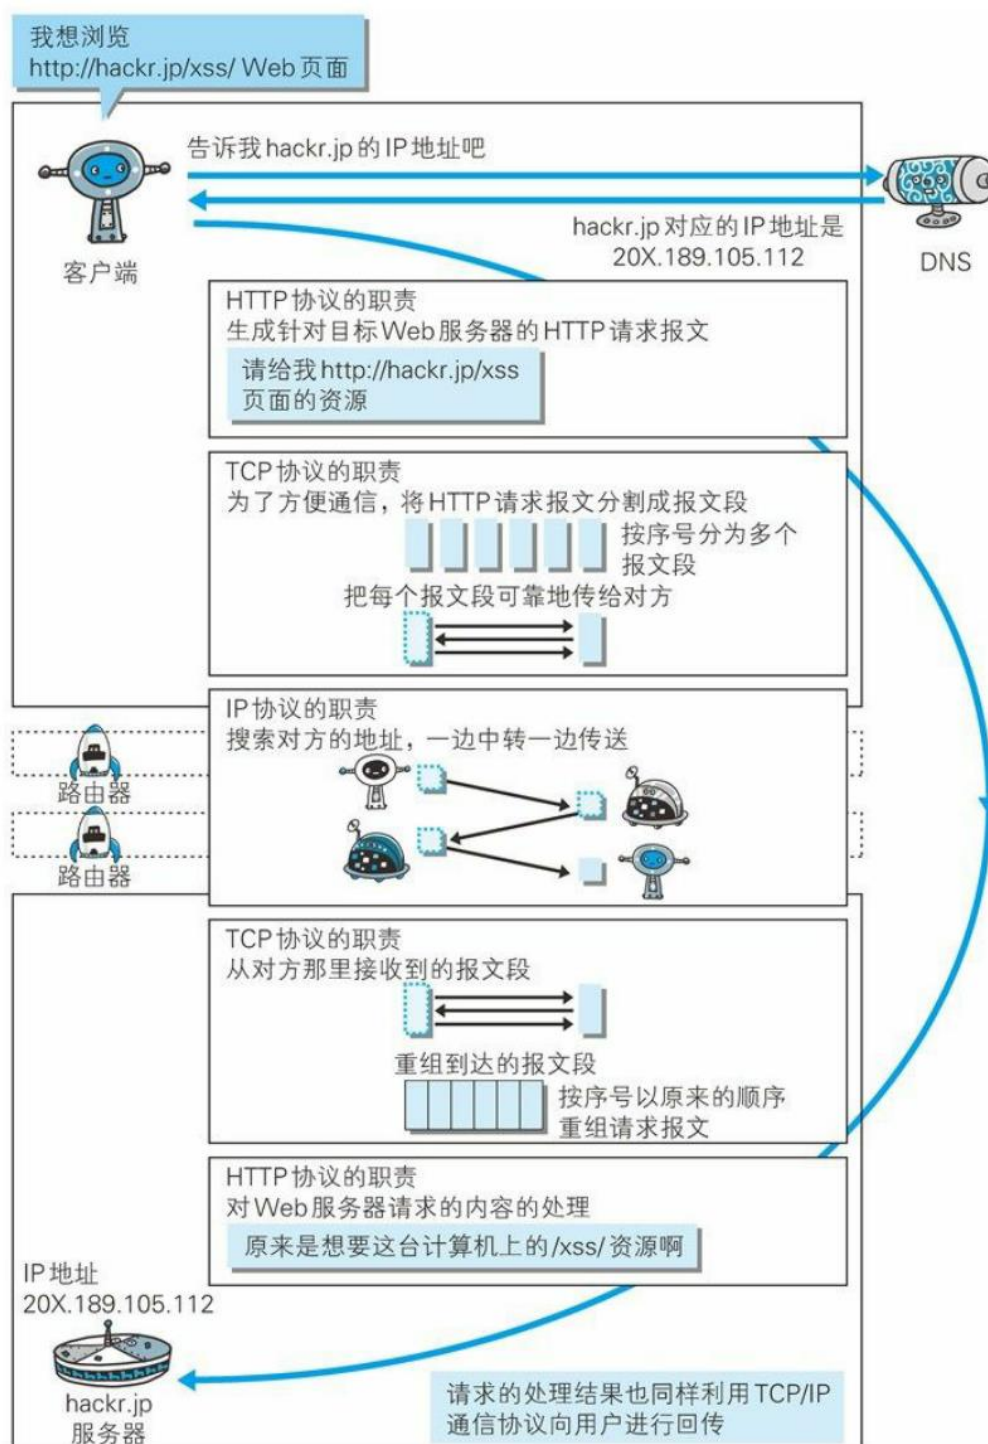 我想浏览
http://hackr.jp/xss/ Web页面
告诉我hackr.jp的IP地址吧
hackr.jp对应的IP地址是
20X.189.105.112
客户端
DNS
HTTP协议的职责
生成针对目标Web服务器的HTTP请求报文
请给我http://hackr.jp/xss
页面的资源
TCP协议的职责
为了方便通信，将HTTP请求报文分割成报文段
按序号分为多个
报文段
把每个报文段可靠地传给对方
IP协议的职责
搜索对方的地址，一边中转一边传送
路由器
路由器
TCP协议的职责
从对方那里接收到的报文段
重组到达的报文段
按序号以原来的顺序
重组请求报文
HTTP协议的职责
对Web服务器请求的内容的处理
原来是想要这台计算机上的/xss/资源啊
IP地址
20X.189.105.112
hackr.jp
服务器
请求的处理结果也同样利用TCP/IP
通信协议向用户进行回传